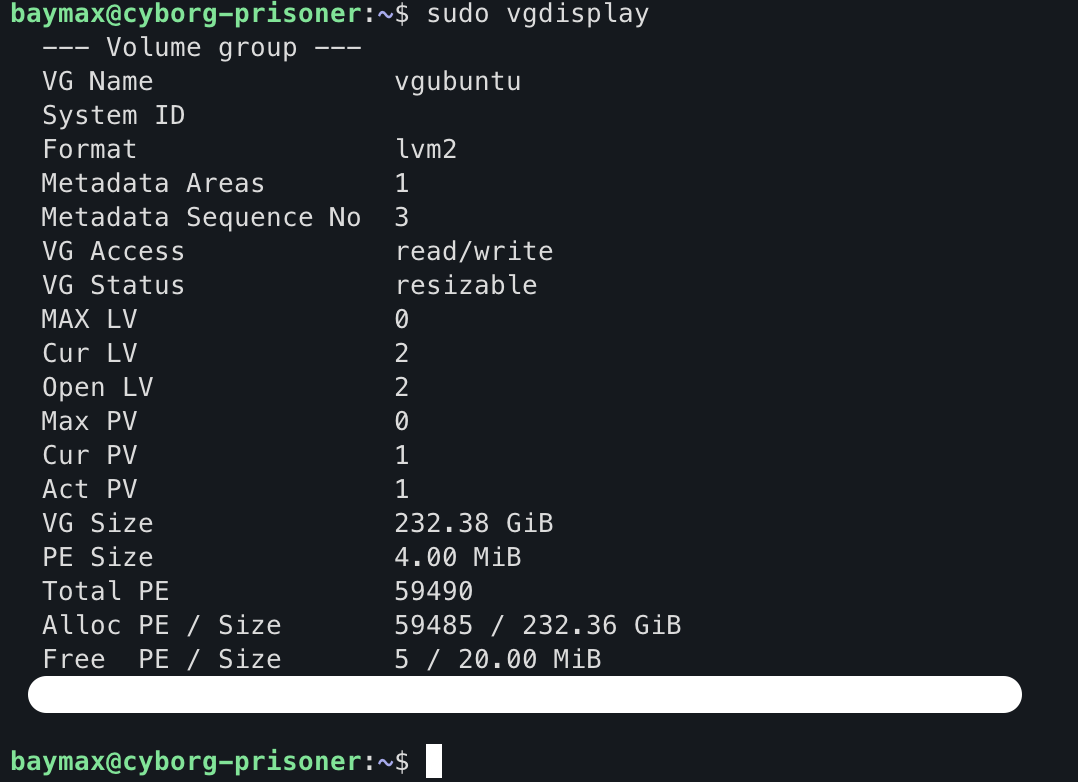 baymax@cyborg-prisoner:~$ sudo vgdisplay
--- Volume group ---
VG Name               vgubuntu
System ID
Format                lvm2
Metadata Areas        1
Metadata Sequence No  3
VG Access             read/write
VG Status             resizable
MAX LV                0
Cur LV                2
Open LV               2
Max PV                0
Cur PV                1
Act PV                1
VG Size               232.38 GiB
PE Size               4.00 MiB
Total PE              59490
Alloc PE / Size       59485 / 232.36 GiB
Free  PE / Size       5 / 20.00 MiB
baymax@cyborg-prisoner:~$